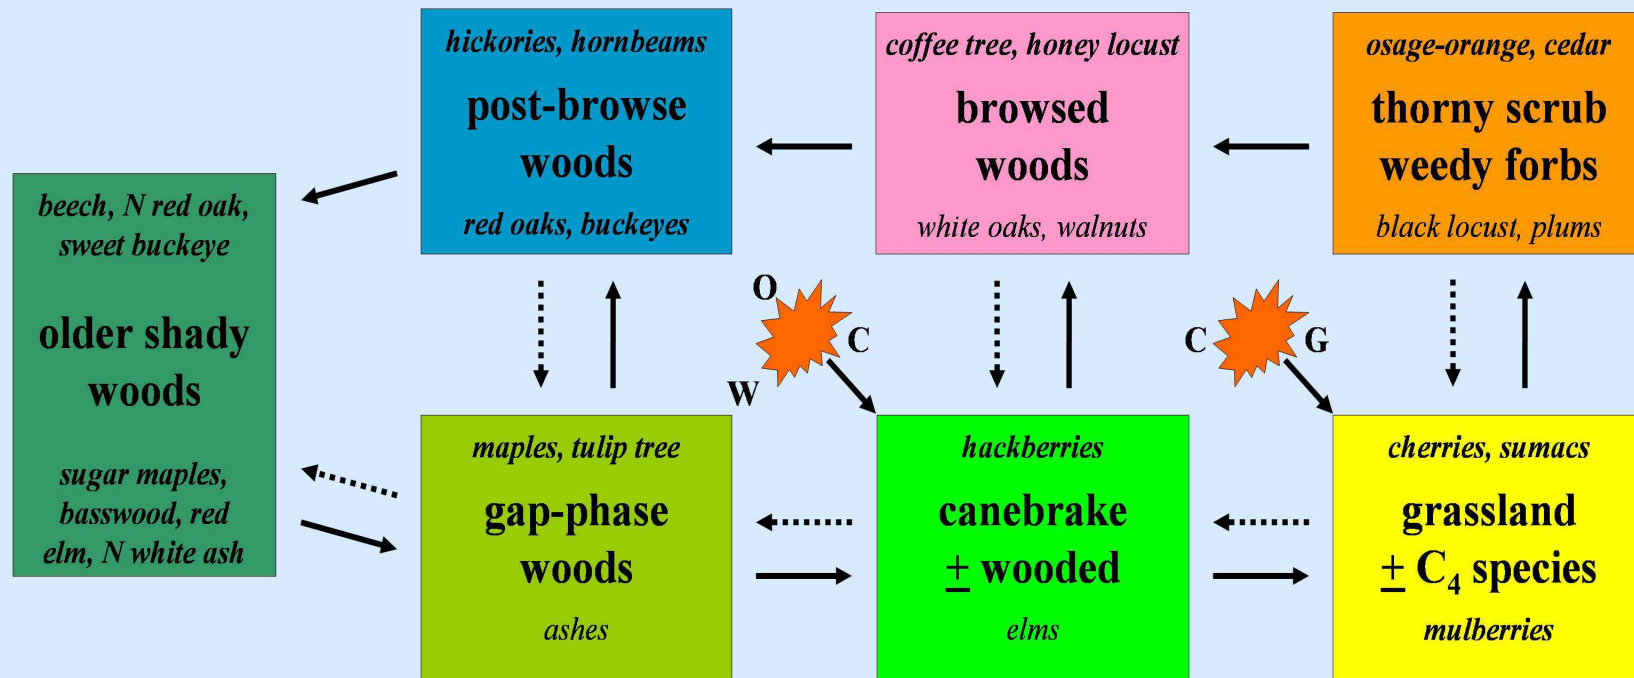 hickories, hornbeams
post-browse
woods
red oaks, buckeyes
coffee tree, honey locust
browsed
woods
white oaks, walnuts
osage-orange, cedar
thorny scrub
weedy forbs
black locust, plums
beech, N red oak,
sweet buckeye
older shady
woods
sugar maples,
basswood, red
elm, N white ash
O
C
W
C
G
maples, tulip tree
gap-phase
woods
ashes
hackberries
canebrake
± wooded
elms
cherries, sumacs
grassland
± C₄ species
mulberries